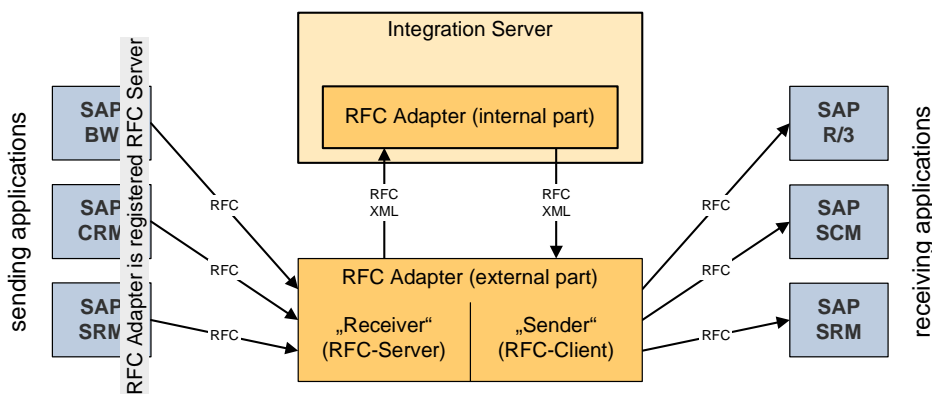 Integration Server
RFC Adapter (internal part)
sending applications
RFC Adapter is registered RFC Server
SAP
BW
SAP
CRM
SAP
SRM
RFC
RFC
RFC
RFC
XML
RFC
XML
RFC Adapter (external part)
„Receiver“
(RFC-Server)
„Sender“
(RFC-Client)
RFC
RFC
RFC
SAP
R/3
SAP
SCM
SAP
SRM
receiving applications